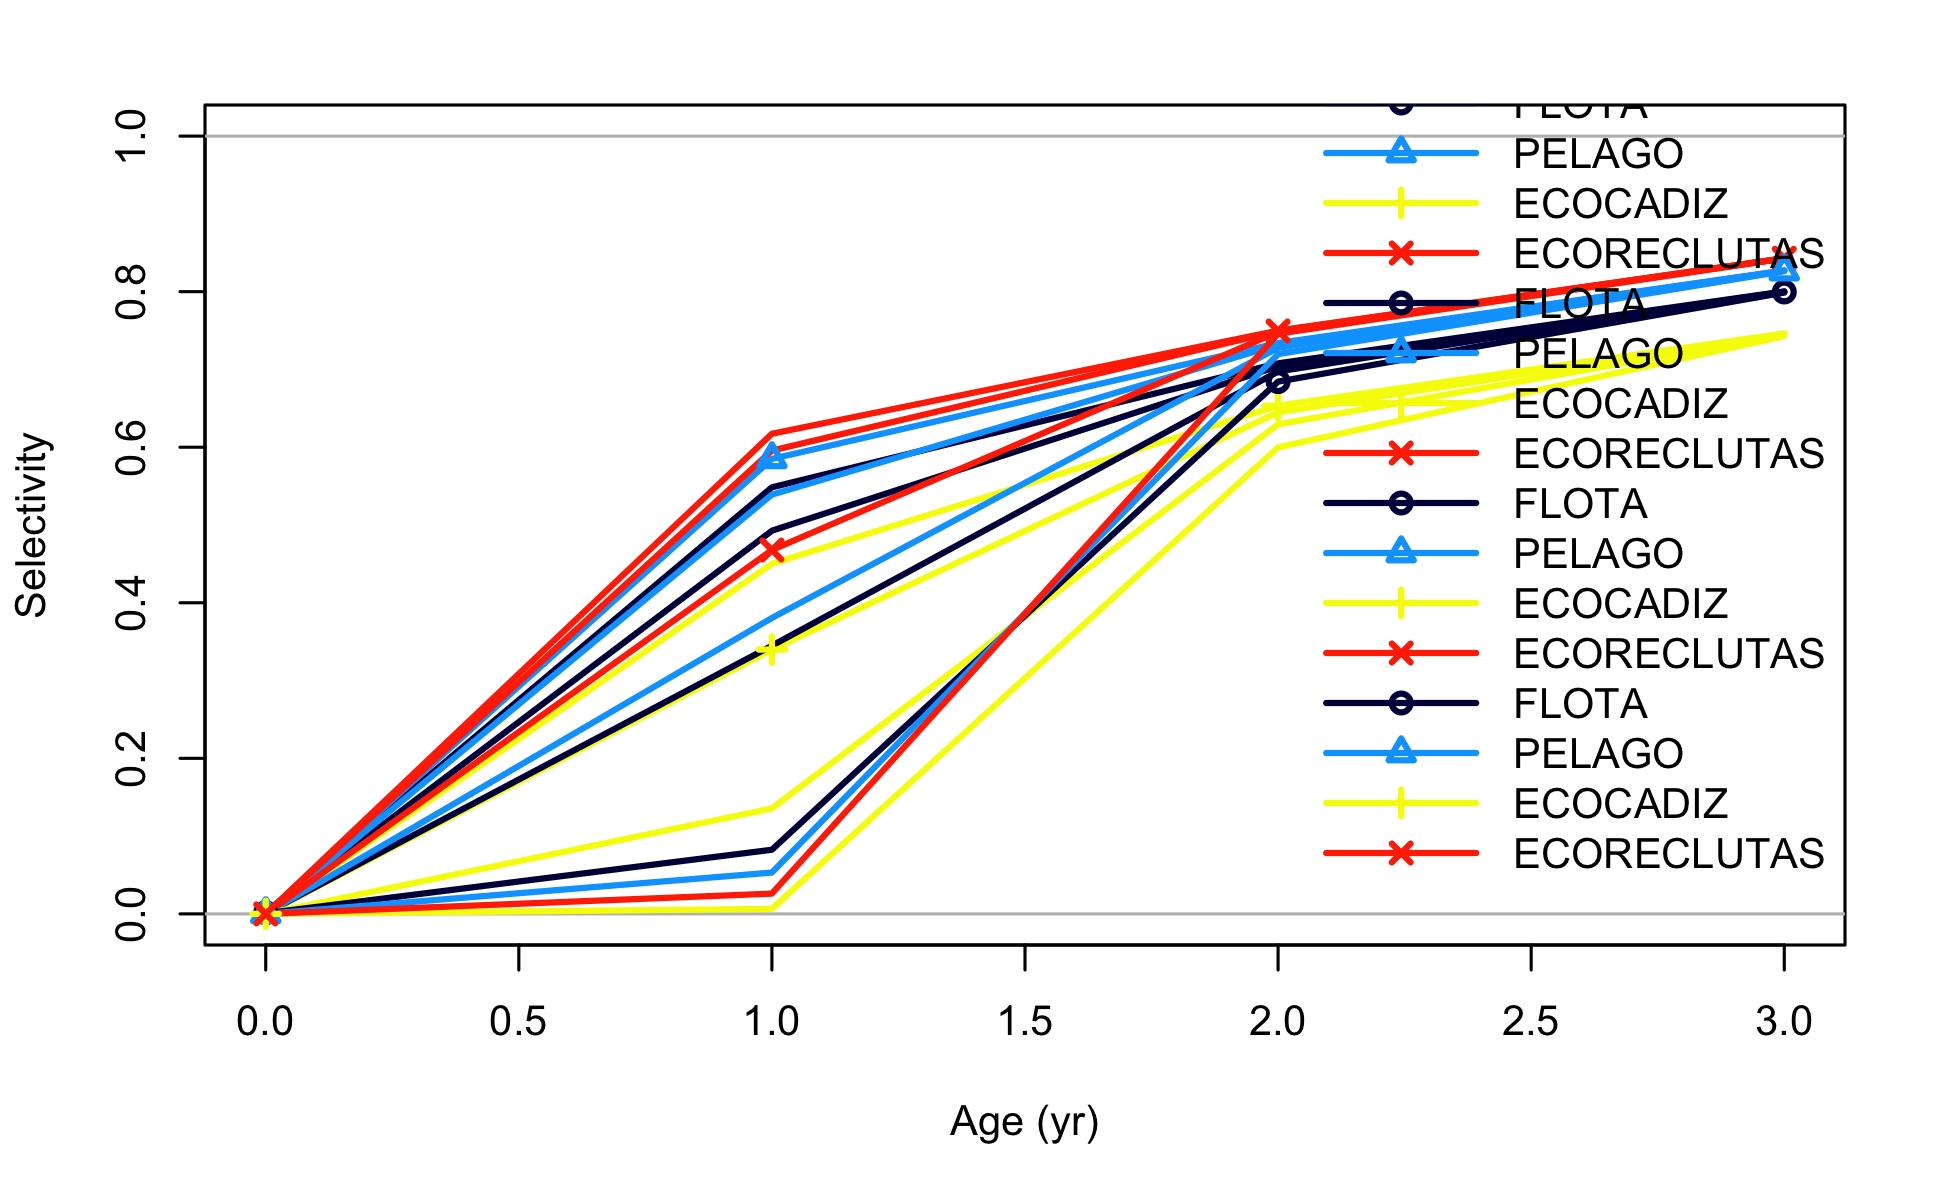 FLOTA
PELAGO
ECOCADIZ
ECORECLUTAS
FLOTA
PELAGO
ECOCADIZ
ECORECLUTAS
FLOTA
PELAGO
ECOCADIZ
ECORECLUTAS
FLOTA
PELAGO
ECOCADIZ
ECORECLUTAS
Selectivity
1.0
0.8
0.6
0.4
0.2
0.0
0.0 0.5 1.0 1.5 2.0 2.5 3.0
Age (yr)